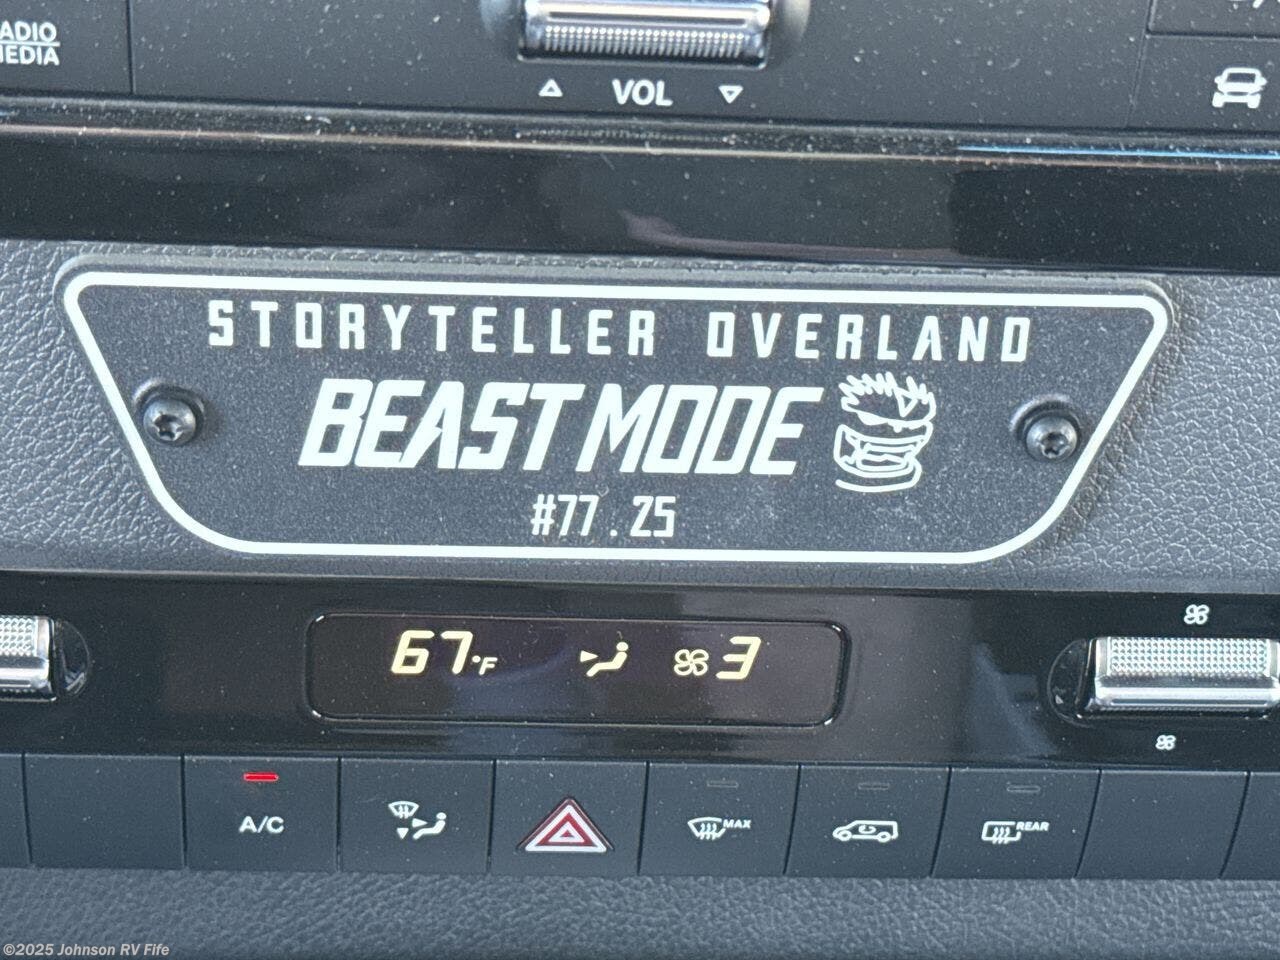 RADIO
MEDIA
VOL
STORYTELLER OVERLAND
BEAST MODE
#77.25
67°F 3
A/C
MAX
REAR
©2025 Johnson RV Fife